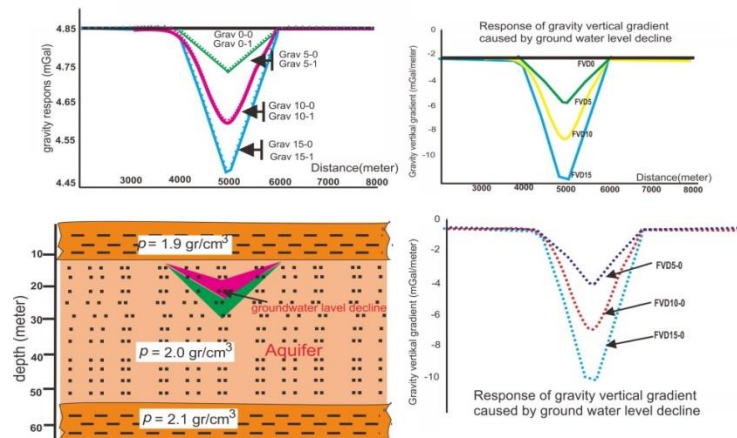 4.85
4.75
4.65
4.55
4.45
gravity respons (mGal)
Grav 0-0
Grav 0-1
Grav 5-0
Grav 5-1
Grav 10-0
Grav 10-1
Grav 15-0
Grav 15-1
Distance(meter)
3000 4000 5000 6000 7000 8000
Response of gravity vertical gradient
caused by ground water level decline
0
-2
-4
-6
-8
-10
Gravity vertikal gradient (mGal/meter)
FVD0
FVD5
FVD10
FVD15
Distance(meter)
3000 4000 5000 6000 7000 8000
10
20
30
40
50
60
depth (meter)
p = 1.9 gr/cm3
groundwater lavel decline
p = 2.0 gr/cm3
Aquifer
p = 2.1 gr/cm3
0
-2
-4
-6
-8
-10
Gravity vertikal gradient (mGal/meter)
FVD5-0
FVD10-0
FVD15-0
Response of gravity vertical gradient
caused by ground water level decline